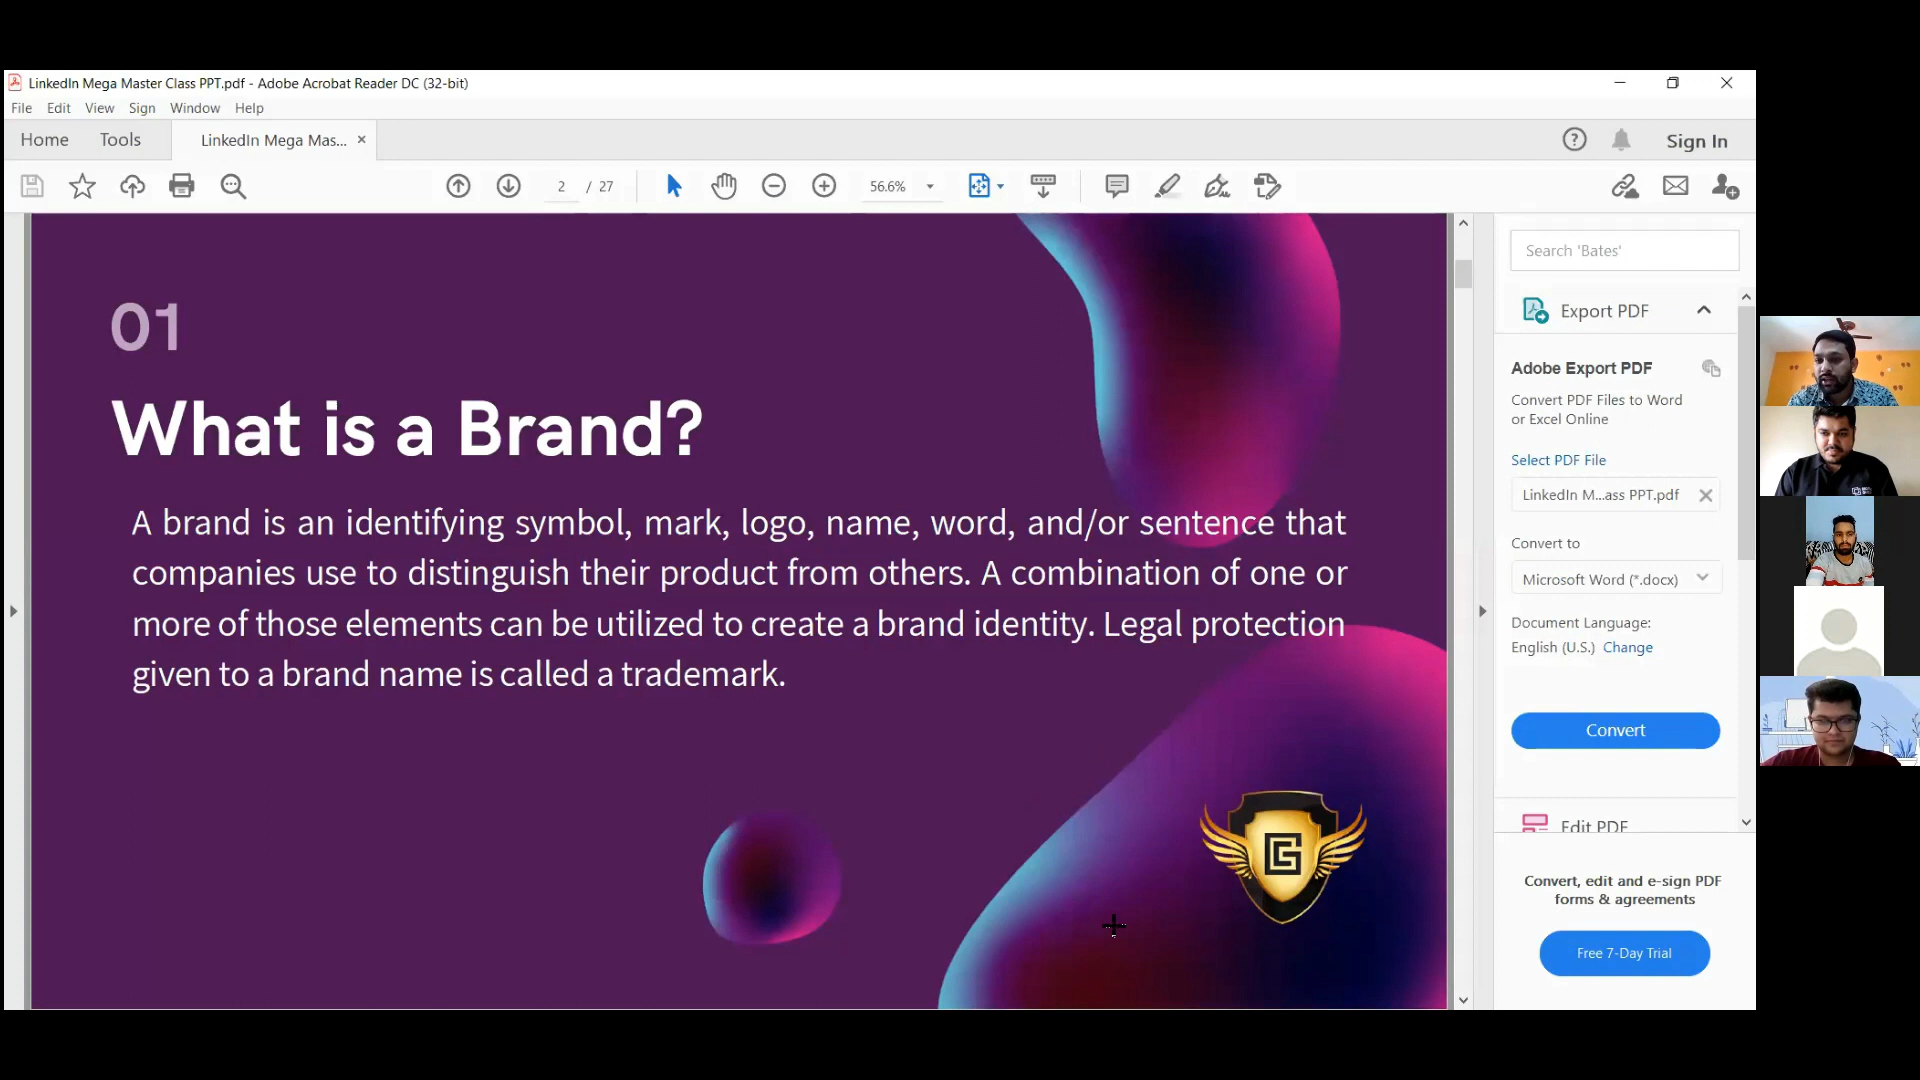 LinkedIn Mega Master Class PPT.pdf - Adobe Acrobat Reader DC (32-bit)
File Edit View Sign Window Help
Home Tools LinkedIn Mega Mas... ×
Sign In
2 / 27
56.6%
Search 'Bates'
Export PDF
Adobe Export PDF
Convert PDF Files to Word
or Excel Online
Select PDF File
LinkedIn M...ass PPT.pdf
Convert to
Microsoft Word (*.docx)
Document Language:
English (U.S.) Change
Convert
Edit PDF
Convert, edit and e-sign PDF
forms & agreements
Free 7-Day Trial
01
What is a Brand?
A brand is an identifying symbol, mark, logo, name, word, and/or sentence that
companies use to distinguish their product from others. A combination of one or
more of those elements can be utilized to create a brand identity. Legal protection
given to a brand name is called a trademark.